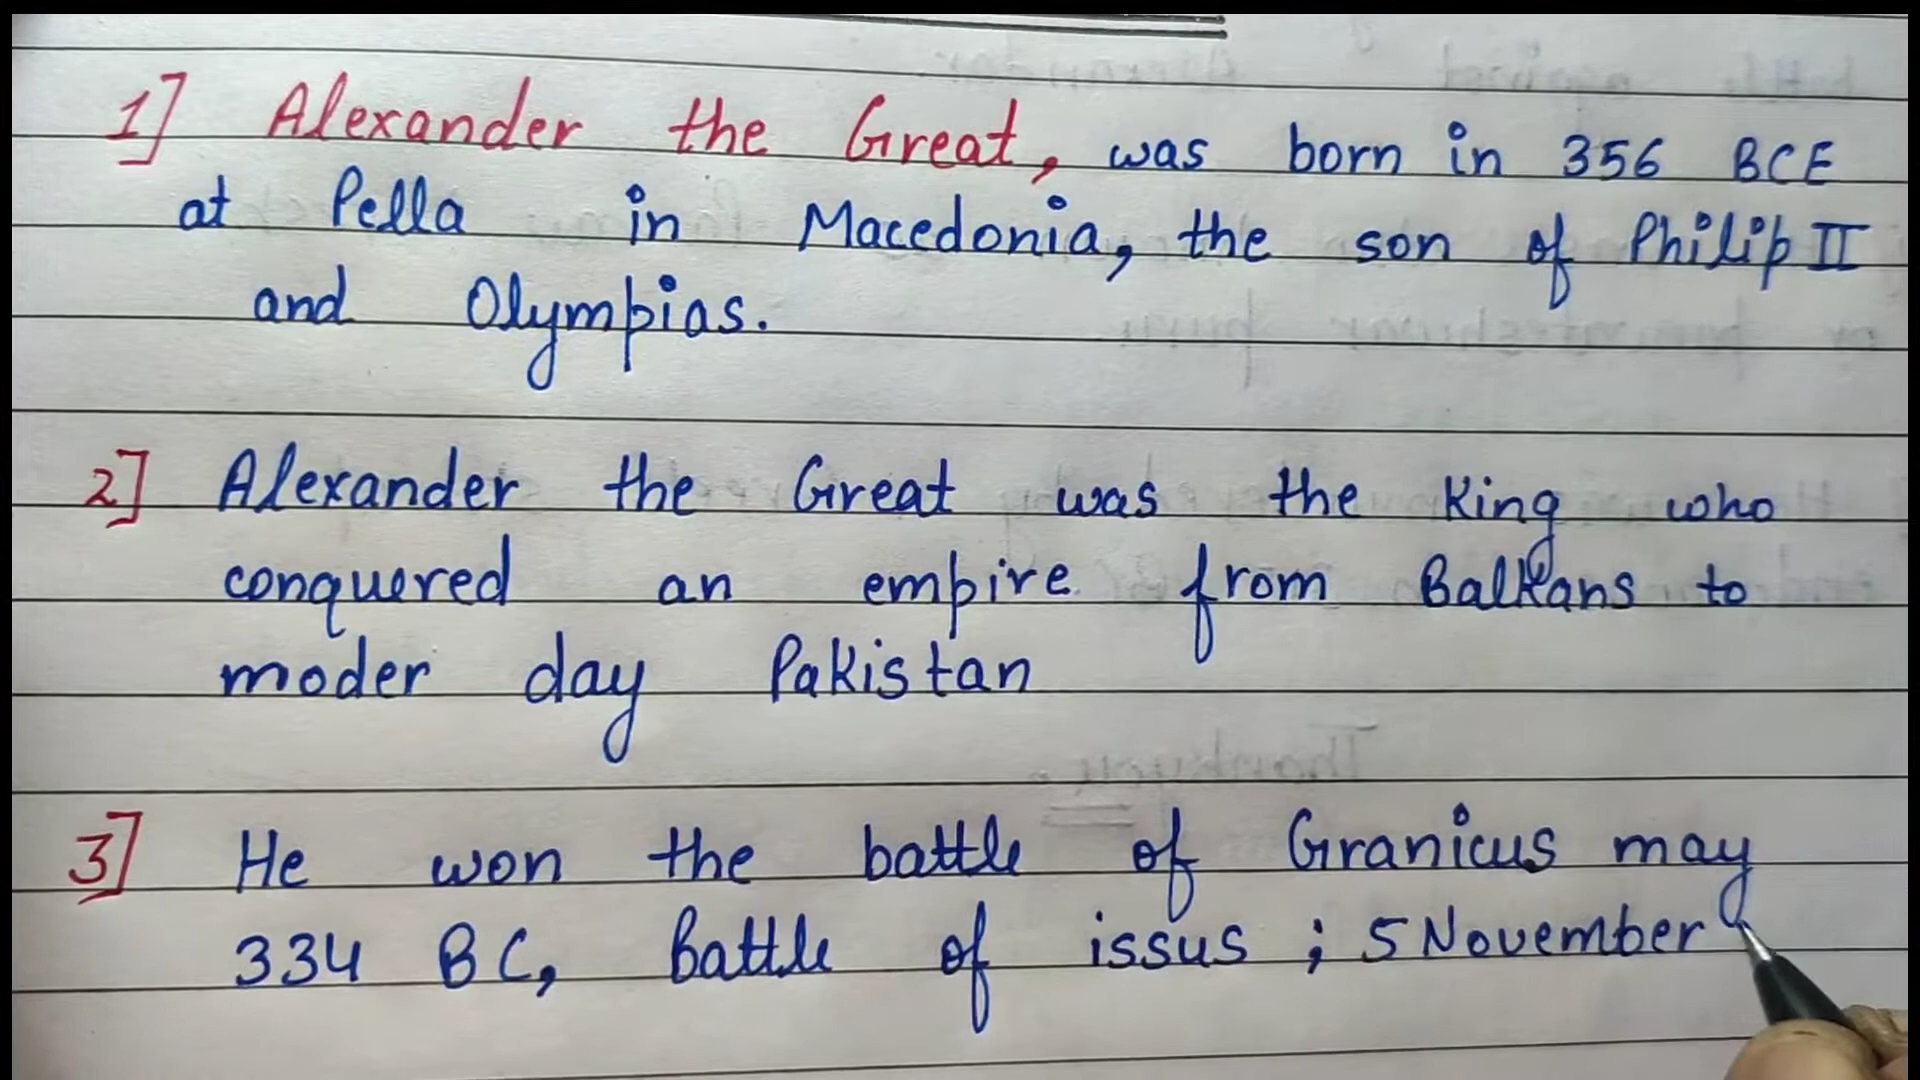 1] Alexander the Great, was born in 356 BCE
at Pella in Macedonia, the son of Philip II
and Olympias.
2] Alexander the Great was the King who
conquered an empire from Balkans to
moder day Pakistan
3] He won the battle of Granicus may
334 BC, Battle of issus ; 5 November